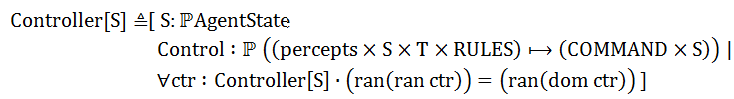 Controller[S] ≜[ S: ℙAgentState
Control : ℙ ((percepts × S × T × RULES) ↦ (COMMAND × S)) |
∀ctr : Controller[S] · (ran(ran ctr)) = (ran(dom ctr)) ]